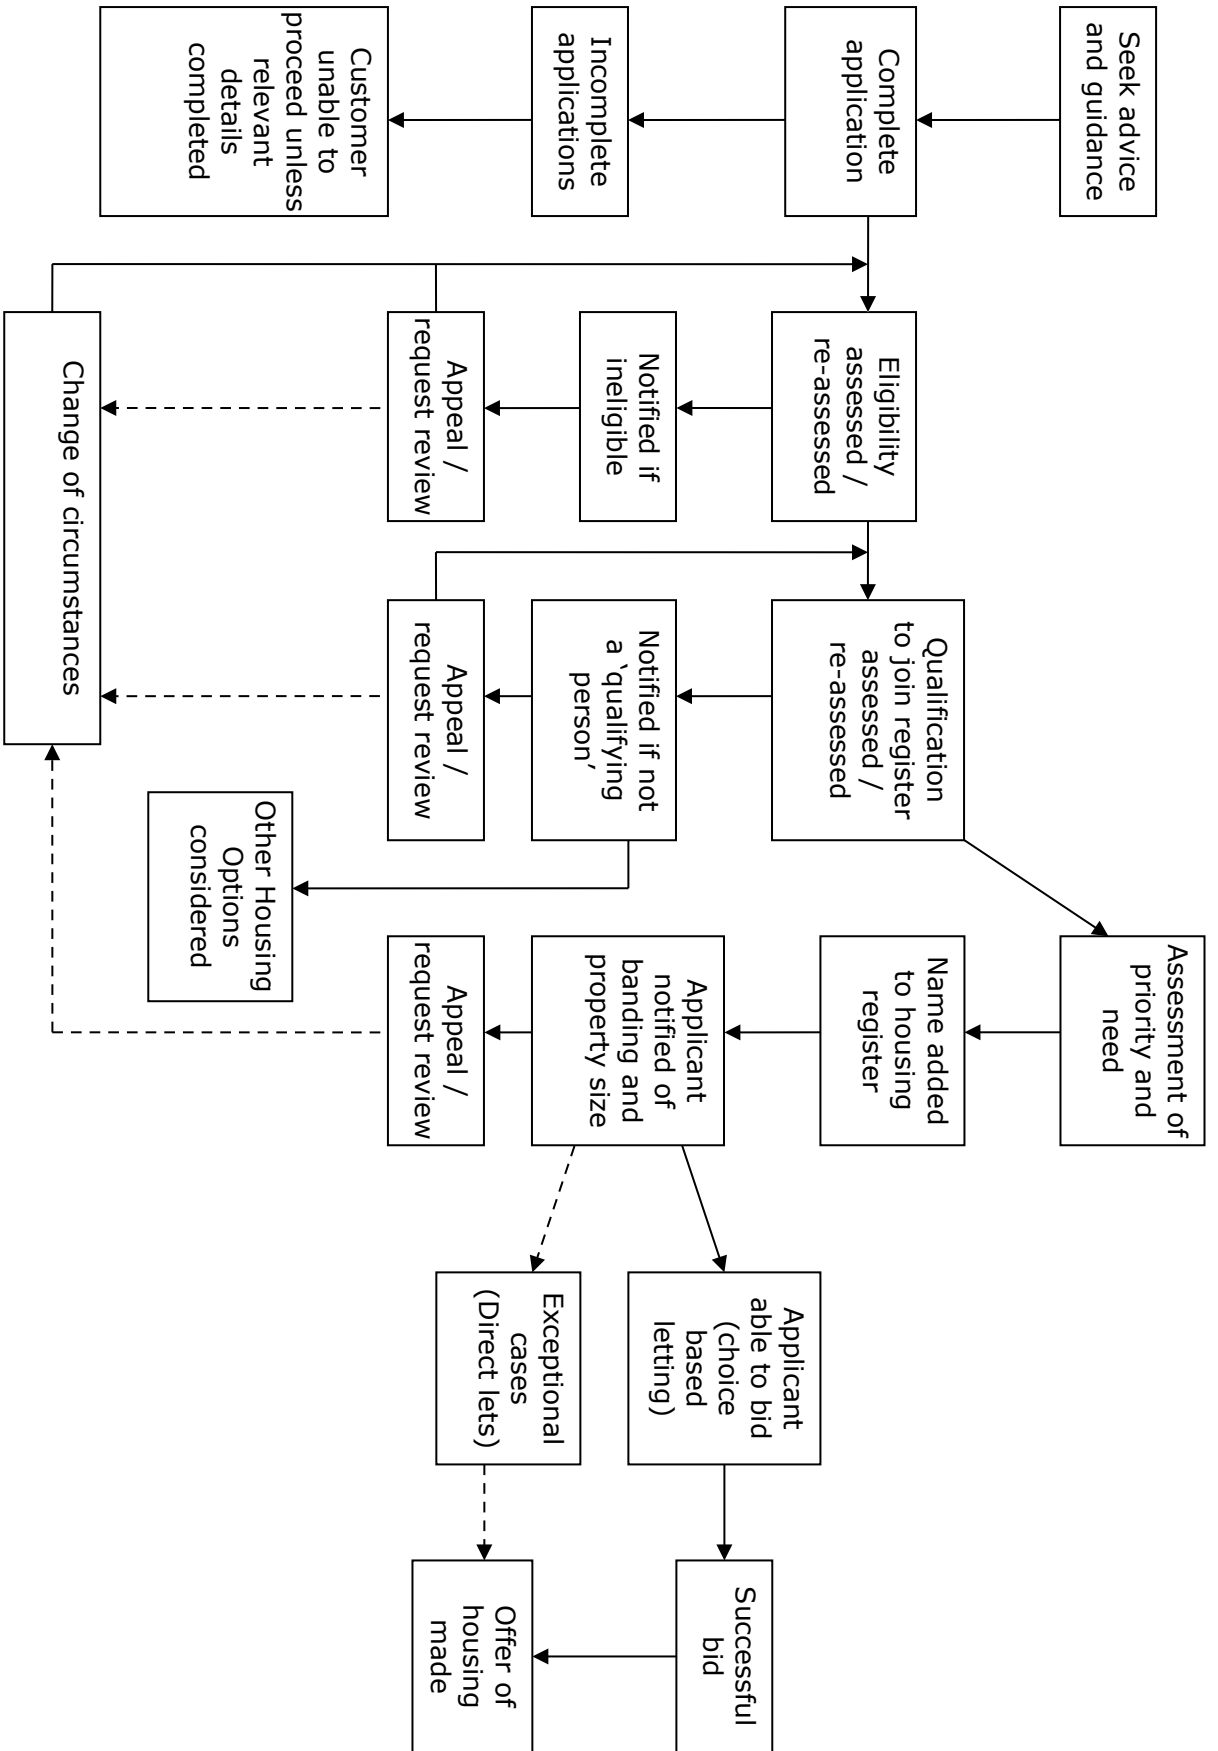 Seek advice
and guidance
Complete
application
Incomplete
applications
Customer
unable to
proceed unless
relevant
details
completed
Eligibility
assessed /
re-assessed
Notified if
ineligible
Appeal /
request review
Change of circumstances
Qualification
to join register
assessed /
re-assessed
Notified if not
a ‘qualifying
person’
Appeal /
request review
Other Housing
Options
considered
Assessment of
priority and
need
Name added
to housing
register
Applicant
notified of
banding and
property size
Appeal /
request review
Applicant
able to bid
(choice
based
letting)
Exceptional
cases
(Direct lets)
Successful
bid
Offer of
housing
made